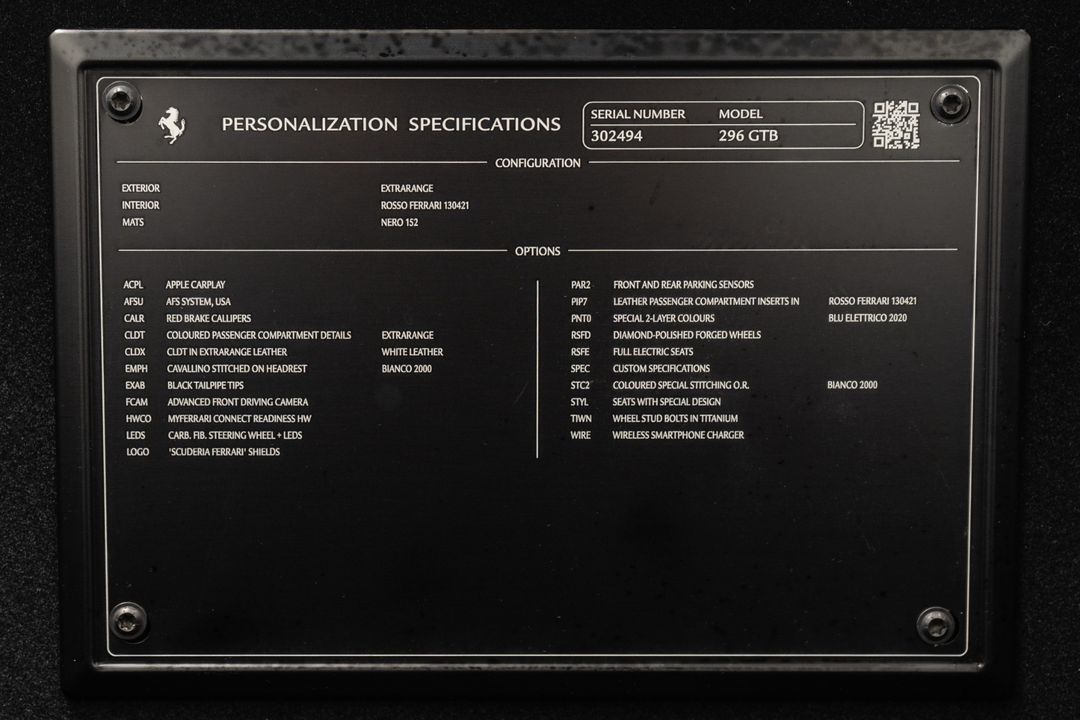 PERSONALIZATION SPECIFICATIONS
SERIAL NUMBER MODEL
302494 296 GTB
CONFIGURATION
EXTERIOR EXTRARANGE
INTERIOR ROSSO FERRARI 130421
MATS NERO 152
OPTIONS
ACPL APPLE CARPLAY
AFSU AFS SYSTEM, USA
CALR RED BRAKE CALLIPERS
CLDT COLOURED PASSENGER COMPARTMENT DETAILS EXTRARANGE
CLDX CLDT IN EXTRARANGE LEATHER WHITE LEATHER
EMPH CAVALLINO STITCHED ON HEADREST BIANCO 2000
EXAB BLACK TAILPIPE TIPS
FCAM ADVANCED FRONT DRIVING CAMERA
HWCO MYFERRARI CONNECT READINESS HW
LEDS CARB. FIB. STEERING WHEEL + LEDS
LOGO 'SCUDERIA FERRARI' SHIELDS
PAR2 FRONT AND REAR PARKING SENSORS
PIP7 LEATHER PASSENGER COMPARTMENT INSERTS IN ROSSO FERRARI 130421
PNT0 SPECIAL 2-LAYER COLOURS BLU ELETTRICO 2020
RSFD DIAMOND-POLISHED FORGED WHEELS
RSFE FULL ELECTRIC SEATS
SPEC CUSTOM SPECIFICATIONS
STC2 COLOURED SPECIAL STITCHING O.R. BIANCO 2000
STYL SEATS WITH SPECIAL DESIGN
TIWN WHEEL STUD BOLTS IN TITANIUM
WIRE WIRELESS SMARTPHONE CHARGER